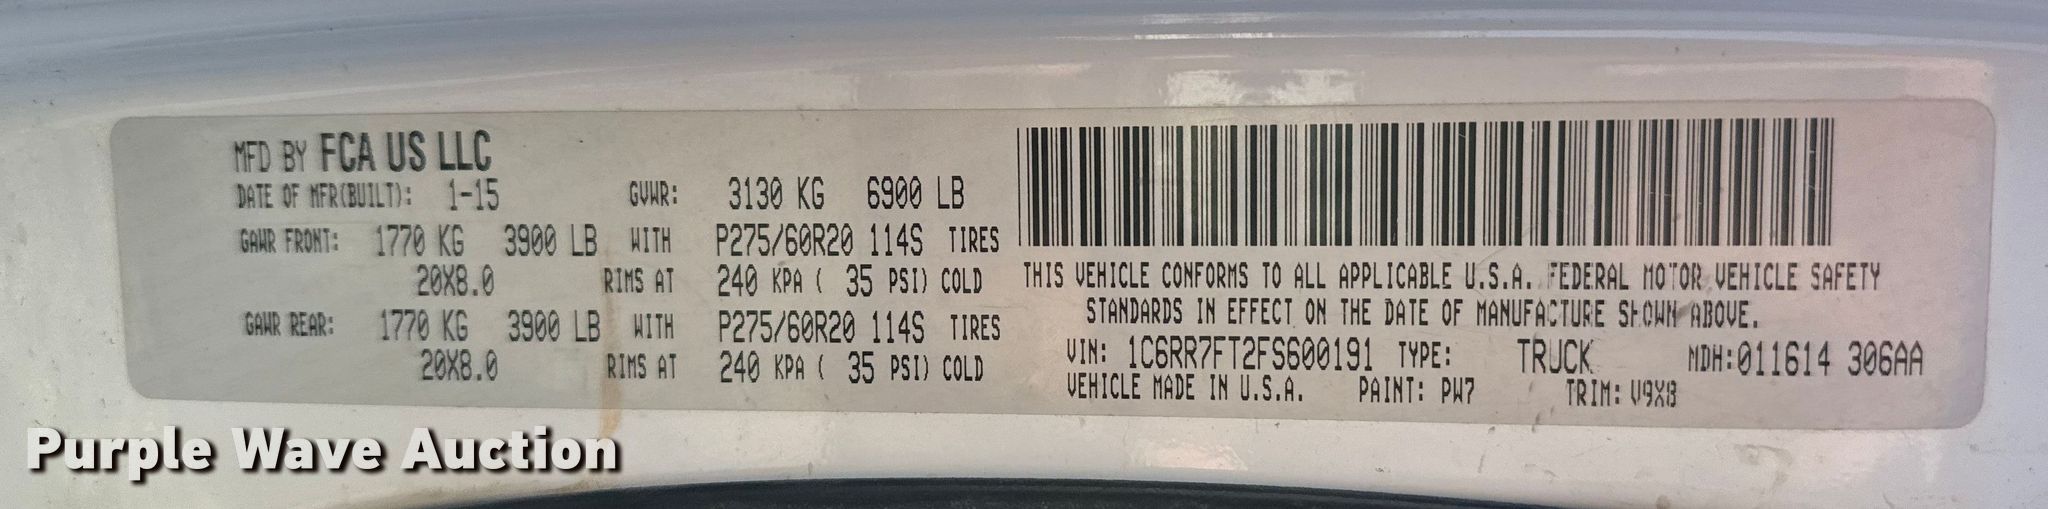 MFD BY FCA US LLC
DATE OF MFR(BUILT): 1-15 GVWR: 3130 KG 6900 LB
GAWR FRONT: 1770 KG 3900 LB WITH P275/60R20 114S TIRES
20X8.0 RIMS AT 240 KPA ( 35 PSI) COLD
GAWR REAR: 1770 KG 3900 LB WITH P275/60R20 114S TIRES
20X8.0 RIMS AT 240 KPA ( 35 PSI) COLD
THIS VEHICLE CONFORMS TO ALL APPLICABLE U.S.A. FEDERAL MOTOR VEHICLE SAFETY
STANDARDS IN EFFECT ON THE DATE OF MANUFACTURE SHOWN ABOVE.
VIN: 1C6RR7FT2FS600191 TYPE: TRUCK MDH:011614 306AA
VEHICLE MADE IN U.S.A. PAINT: PW7 TRIM: V9X8
Purple Wave Auction